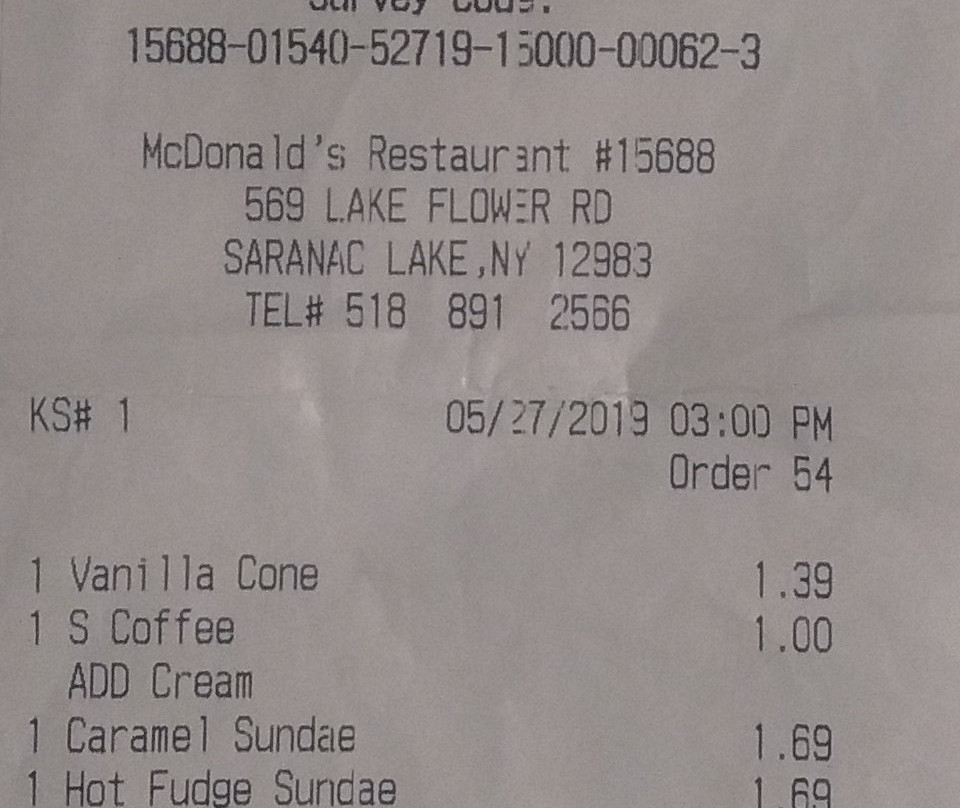 Survey Code:
15688-01540-52719-15000-00062-3
McDonald's Restaurant #15688
569 LAKE FLOWER RD
SARANAC LAKE,NY 12983
TEL# 518 891 2566
KS# 1 05/27/2019 03:00 PM
Order 54
1 Vanilla Cone 1.39
1 S Coffee 1.00
ADD Cream
1 Caramel Sundae 1.69
1 Hot Fudge Sundae 1.69